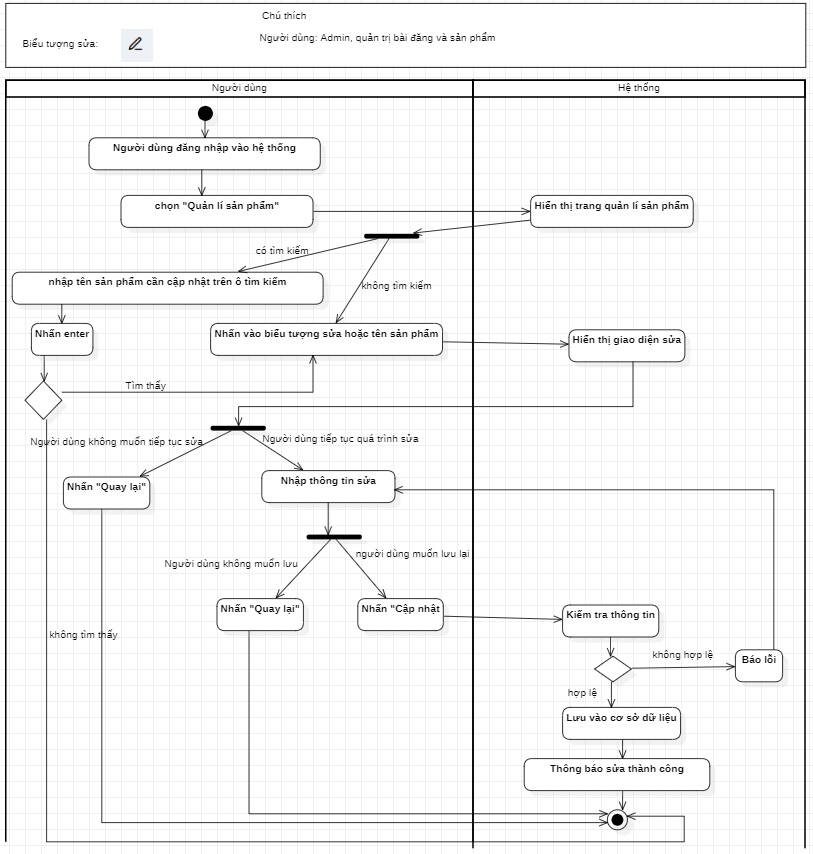 Chú thích
Biểu tượng sửa:
Người dùng: Admin, quản trị bài đăng và sản phẩm
Người dùng
Hệ thống
Người dùng đăng nhập vào hệ thống
chọn "Quản lí sản phẩm"
Hiển thị trang quản lí sản phẩm
có tìm kiếm
không tìm kiếm
nhập tên sản phẩm cần cập nhật trên ô tìm kiếm
Nhấn enter
Nhấn vào biểu tượng sửa hoặc tên sản phẩm
Hiển thị giao diện sửa
Tìm thấy
Người dùng không muốn tiếp tục sửa
Người dùng tiếp tục quá trình sửa
Nhấn "Quay lại"
Nhập thông tin sửa
Người dùng không muốn lưu
người dùng muốn lưu lại
Nhấn "Quay lại"
Nhấn "Cập nhật
Kiểm tra thông tin
không tìm thấy
không hợp lệ
Báo lỗi
hợp lệ
Lưu vào cơ sở dữ liệu
Thông báo sửa thành công